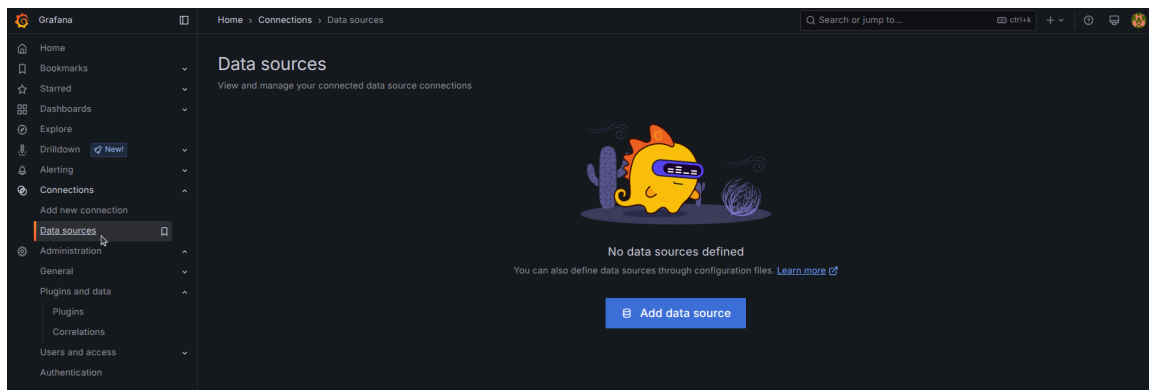 Grafana
Home › Connections › Data sources
Search or jump to...
ctrl+k
Home
Bookmarks
Starred
Dashboards
Explore
Drilldown New!
Alerting
Connections
Add new connection
Data sources
Administration
General
Plugins and data
Plugins
Correlations
Users and access
Authentication
Data sources
View and manage your connected data source connections
No data sources defined
You can also define data sources through configuration files. Learn more
Add data source